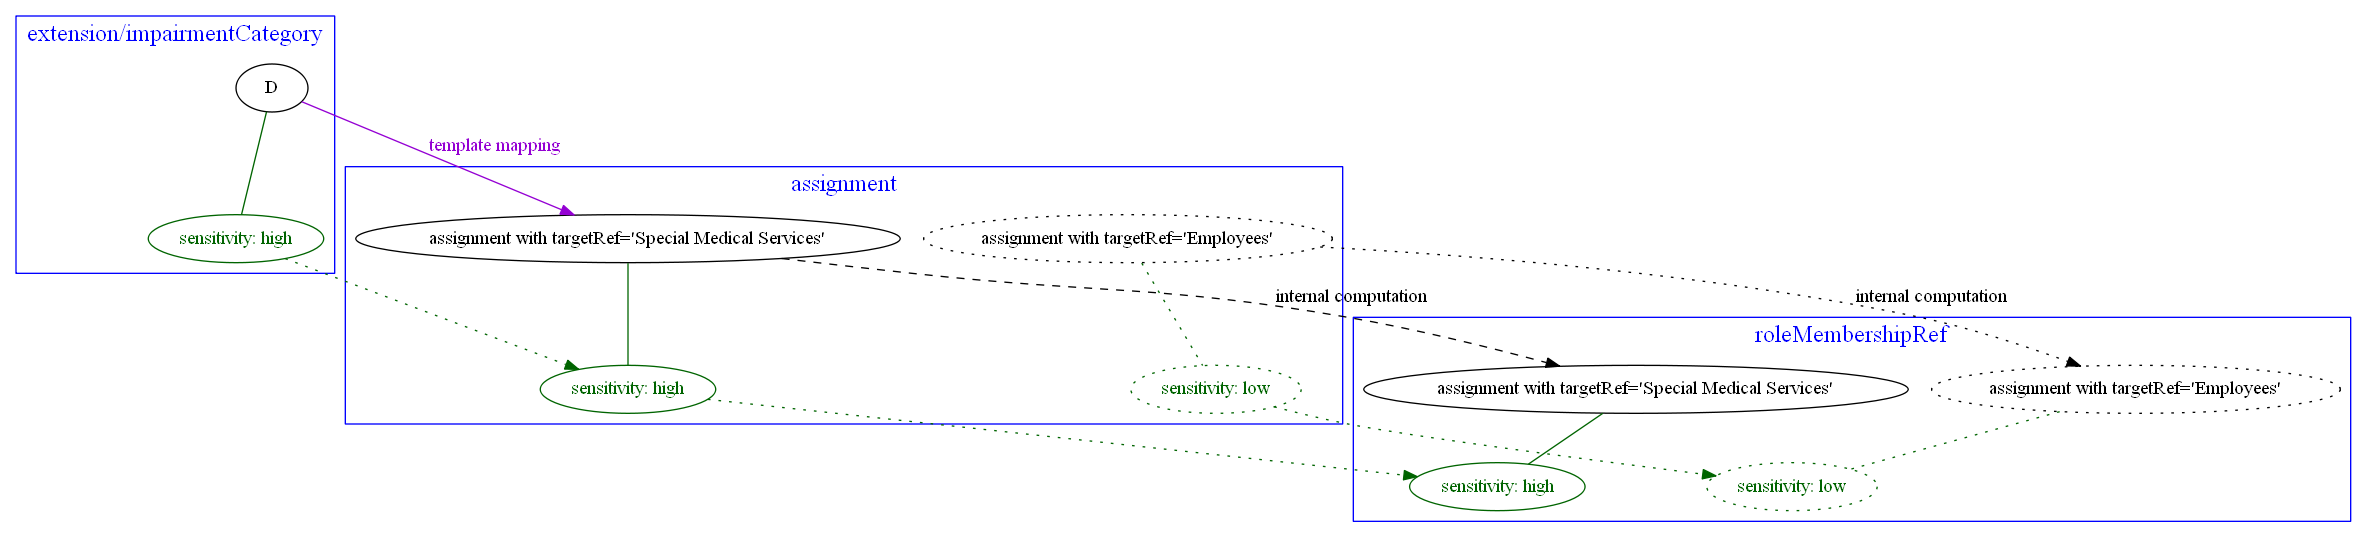 extension/impairmentCategory
D
template mapping
assignment
sensitivity: high
assignment with targetRef='Special Medical Services'
assignment with targetRef='Employees'
internal computation
internal computation
roleMembershipRef
sensitivity: high
sensitivity: low
assignment with targetRef='Special Medical Services'
assignment with targetRef='Employees'
sensitivity: high
sensitivity: low